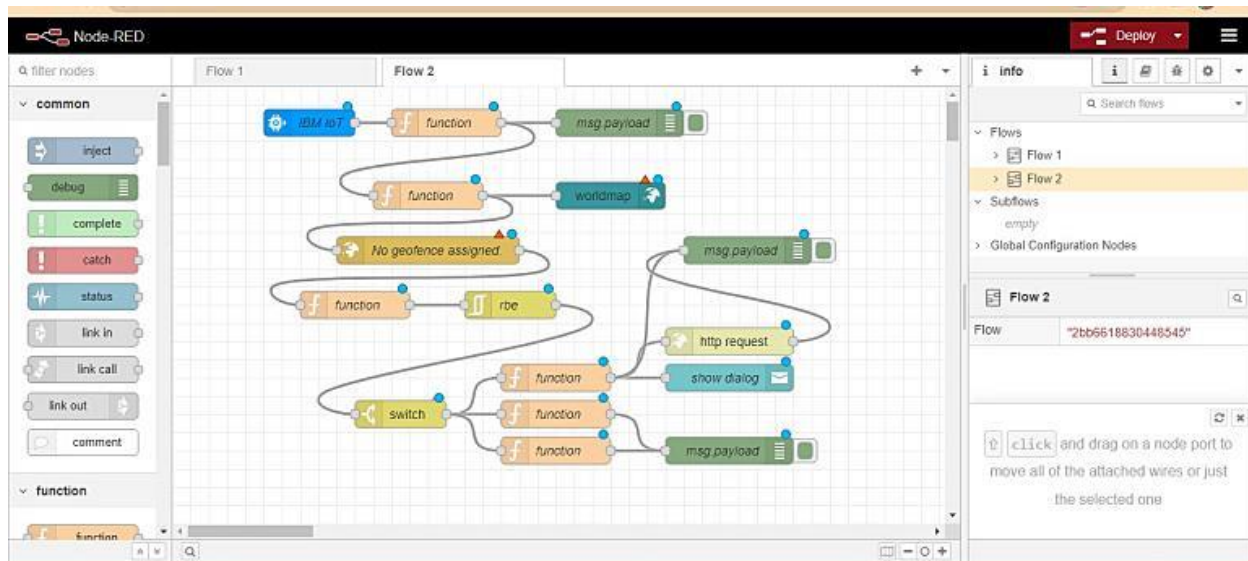 Node-RED
Deploy
filter nodes
Flow 1
Flow 2
i info
i
Search flows
common
inject
debug
complete
catch
status
link in
link call
link out
comment
function
function
IBM IoT
function
msg.payload
function
worldmap
No geofence assigned.
msg.payload
function
rbe
http request
function
show dialog
switch
function
function
msg.payload
Flows
Flow 1
Flow 2
Subflows
empty
Global Configuration Nodes
Flow 2
Flow "2bb6618830448545"
⇧ click and drag on a node port to
move all of the attached wires or just
the selected one